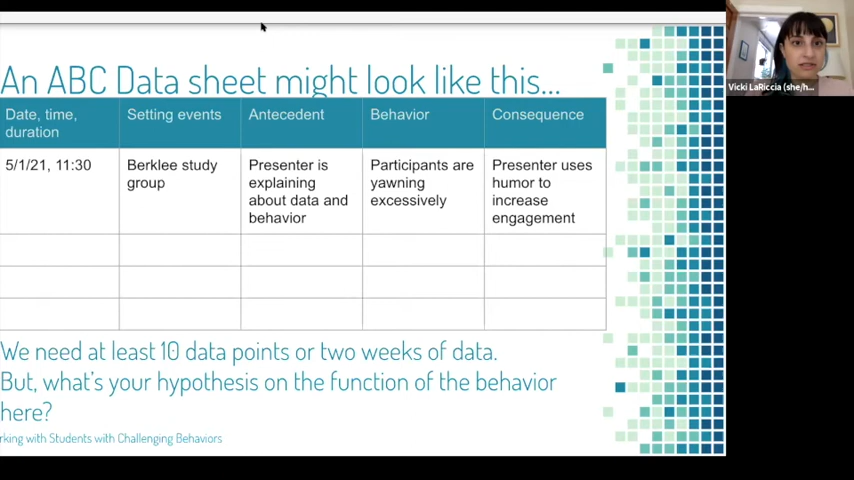 An ABC Data sheet might look like this...
Date, time, duration
Setting events
Antecedent
Behavior
Consequence
5/1/21, 11:30
Berklee study group
Presenter is explaining about data and behavior
Participants are yawning excessively
Presenter uses humor to increase engagement
We need at least 10 data points or two weeks of data.
But, what's your hypothesis on the function of the behavior
here?
rking with Students with Challenging Behaviors
Vicki LaRiccia (she/h...